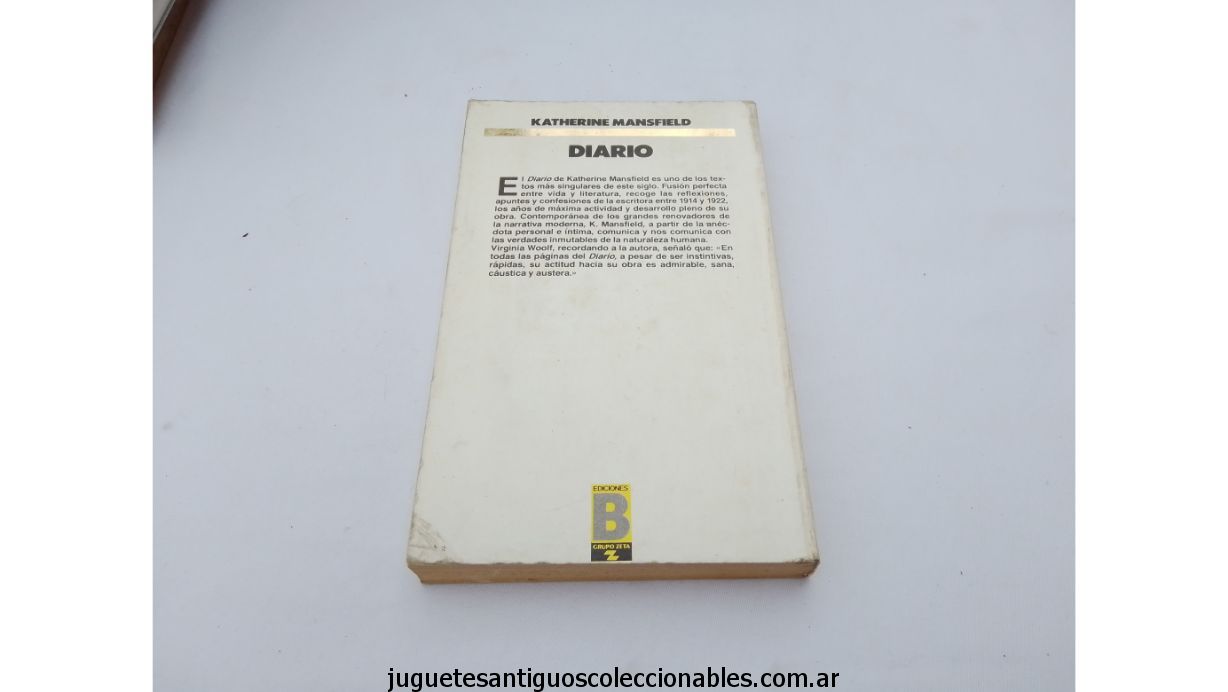 KATHERINE MANSFIELD
DIARIO
El Diario de Katherine Mansfield es uno de los tex-
tos más singulares de este siglo. Fusión perfecta
entre vida y literatura, recoge las reflexiones,
apuntes y confesiones de la escritora entre 1914 y 1922,
los años de máxima actividad y desarrollo pleno de su
obra. Contemporánea de los grandes renovadores de
la narrativa moderna, K. Mansfield, a partir de la anéc-
dota personal e íntima, comunica y nos comunica con
las verdades inmutables de la naturaleza humana.
Virginia Woolf, recordando a la autora, señaló que: «En
todas las páginas del Diario, a pesar de ser instintivas,
rápidas, su actitud hacia su obra es admirable, sana,
cáustica y austera.»
EDICIONES
B
GRUPO ZETA
Z
juguetesantiguoscoleccionables.com.ar